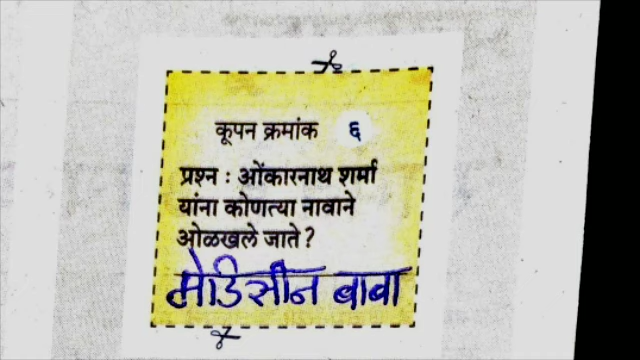 कूपन क्रमांक ६
प्रश्न : ओंकारनाथ शर्मा
यांना कोणत्या नावाने
ओळखले जाते ?
मेडिसीन बाबा